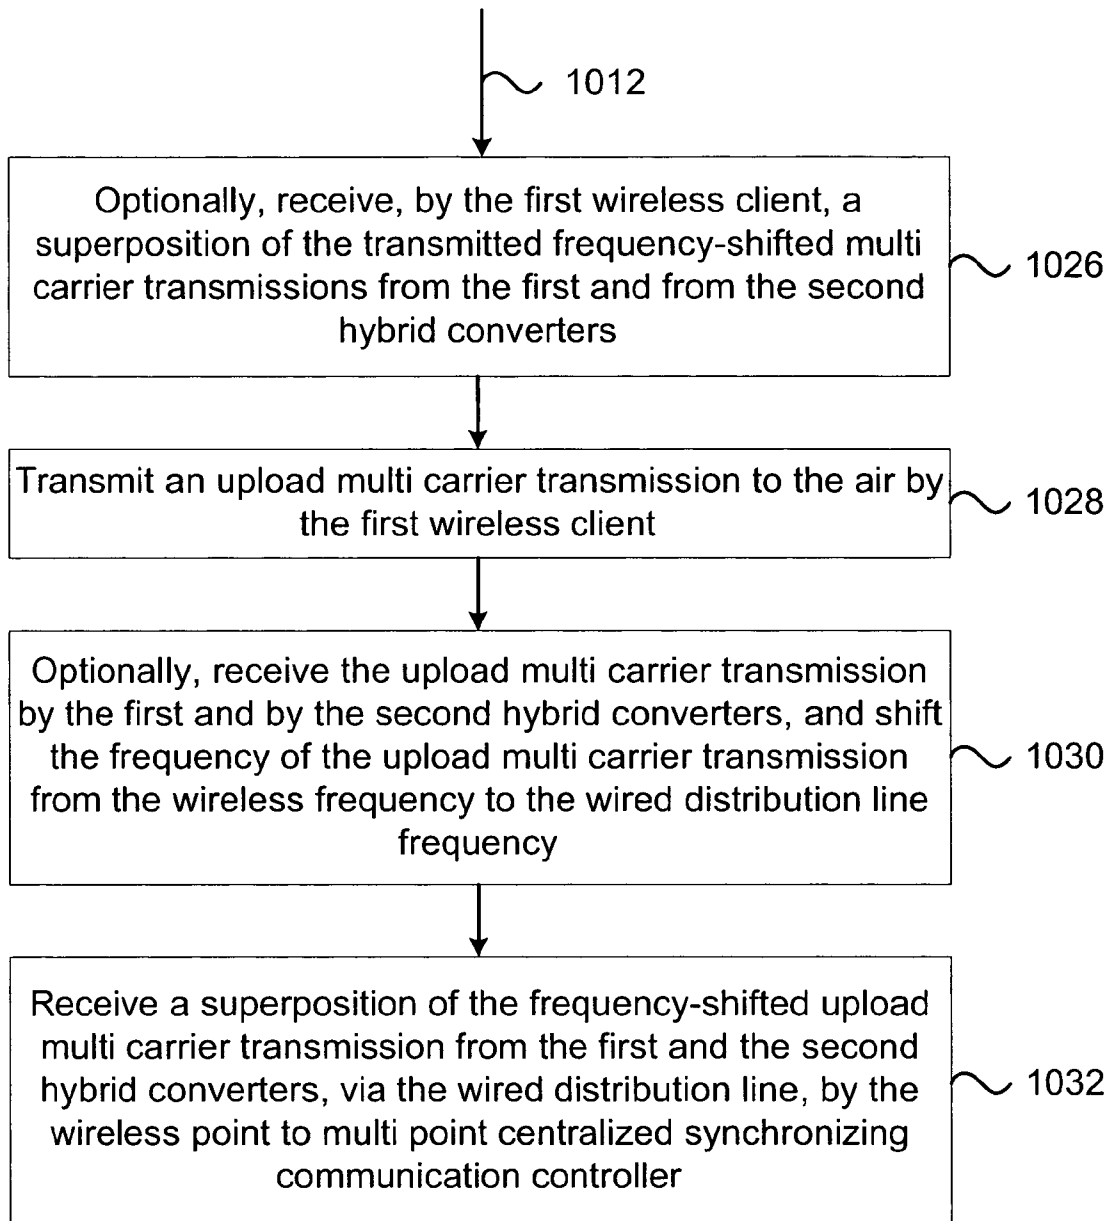 1012
Optionally, receive, by the first wireless client, a
superposition of the transmitted frequency-shifted multi
carrier transmissions from the first and from the second
hybrid converters
1026
Transmit an upload multi carrier transmission to the air by
the first wireless client
1028
Optionally, receive the upload multi carrier transmission
by the first and by the second hybrid converters, and shift
the frequency of the upload multi carrier transmission
from the wireless frequency to the wired distribution line
frequency
1030
Receive a superposition of the frequency-shifted upload
multi carrier transmission from the first and the second
hybrid converters, via the wired distribution line, by the
wireless point to multi point centralized synchronizing
communication controller
1032